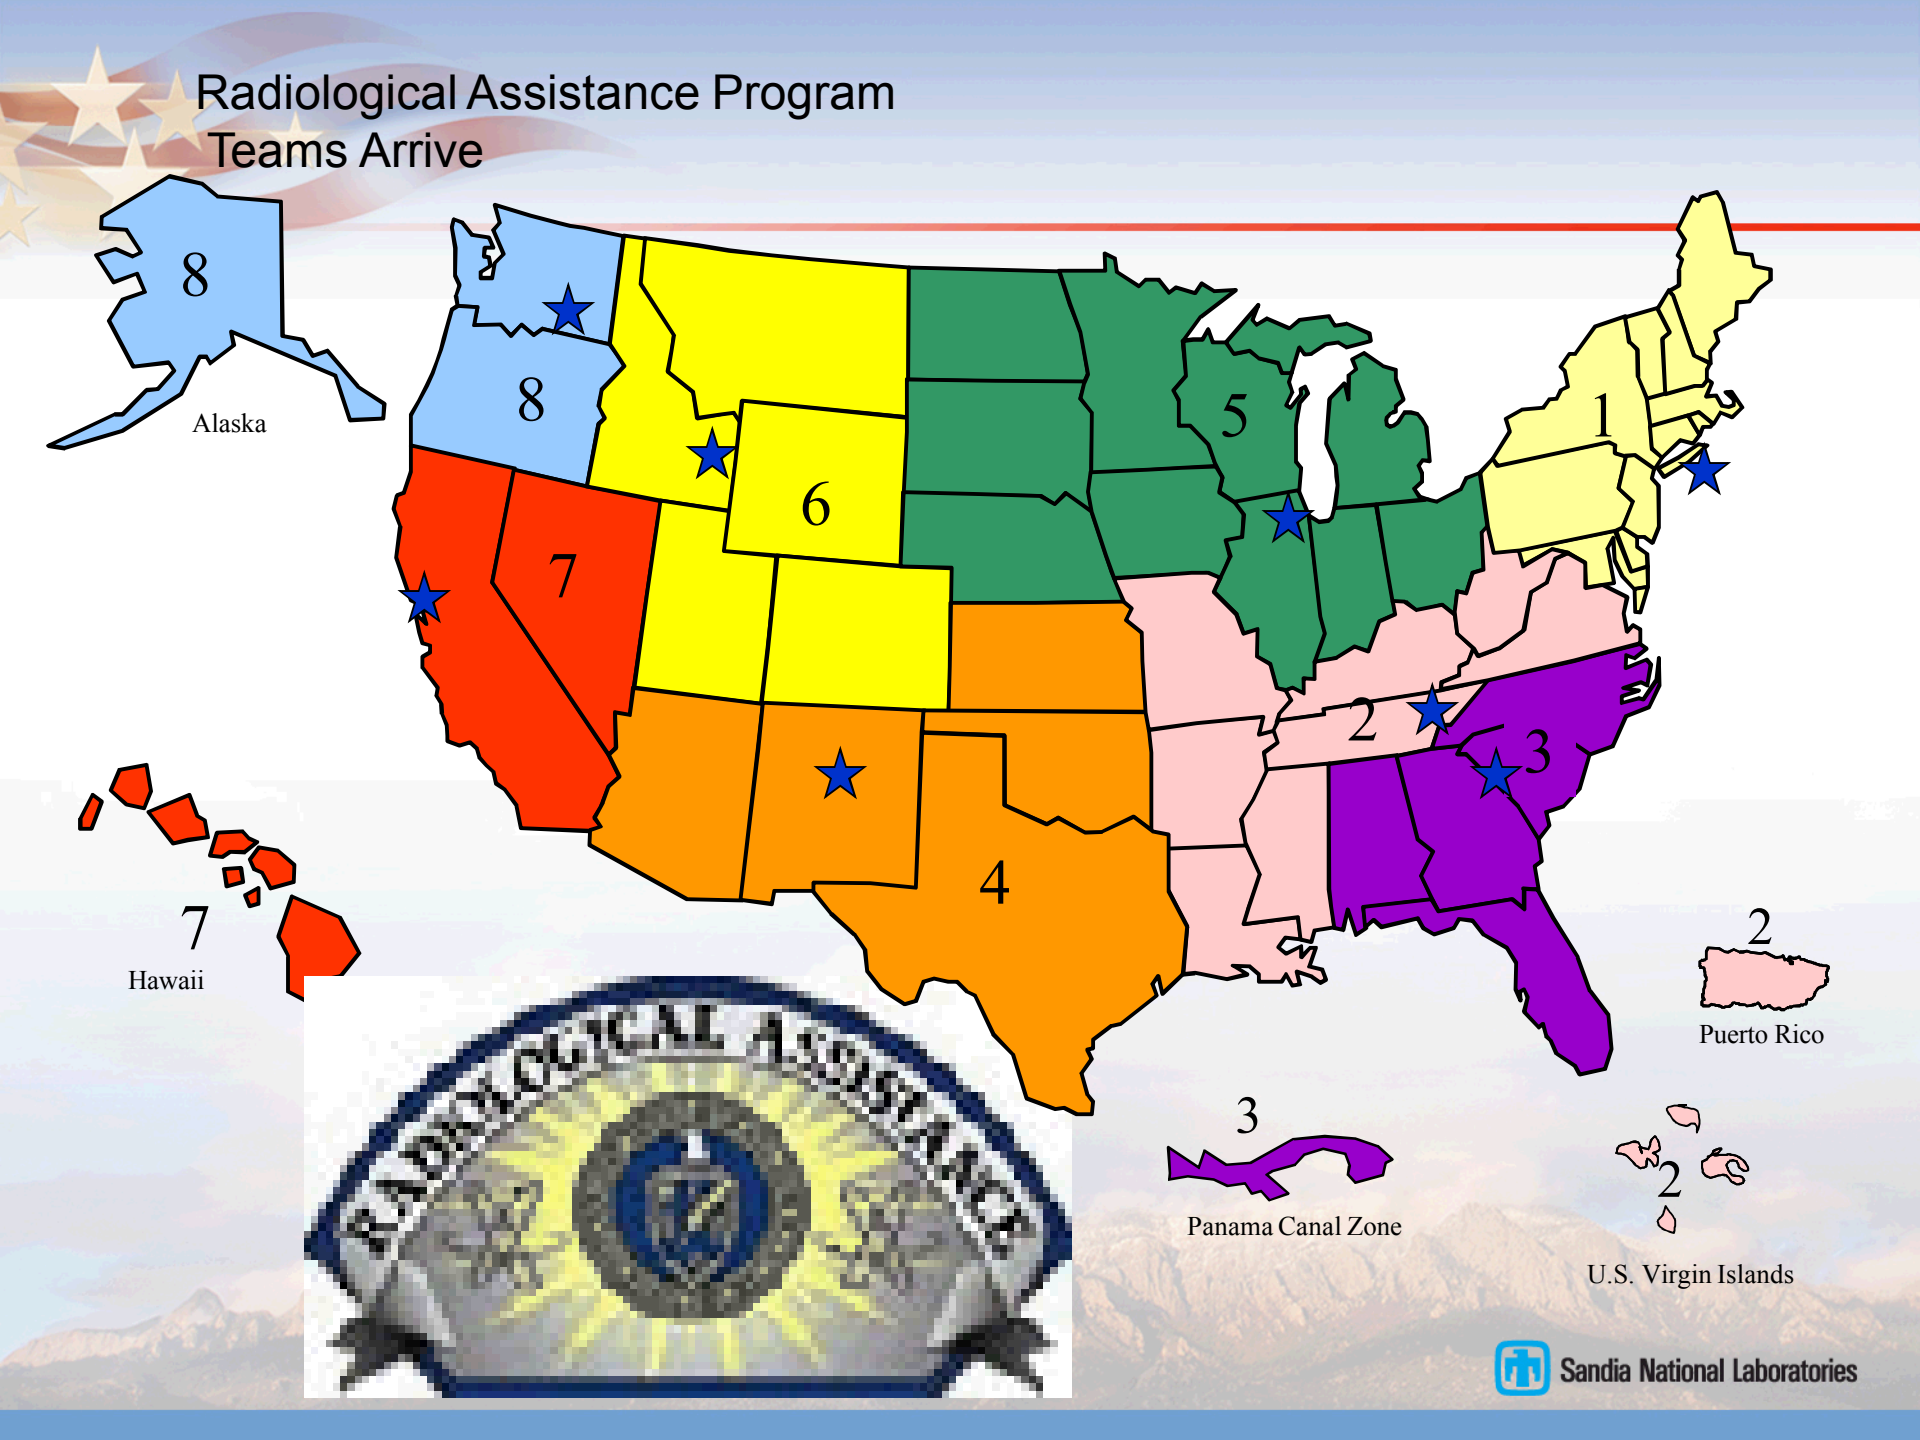 Radiological Assistance Program
Teams Arrive
8
Alaska
8
5
1
6
7
2
3
4
7
Hawaii
2
Puerto Rico
3
Panama Canal Zone
2
U.S. Virgin Islands
RADIOLOGICAL ASSISTANCE
Sandia National Laboratories